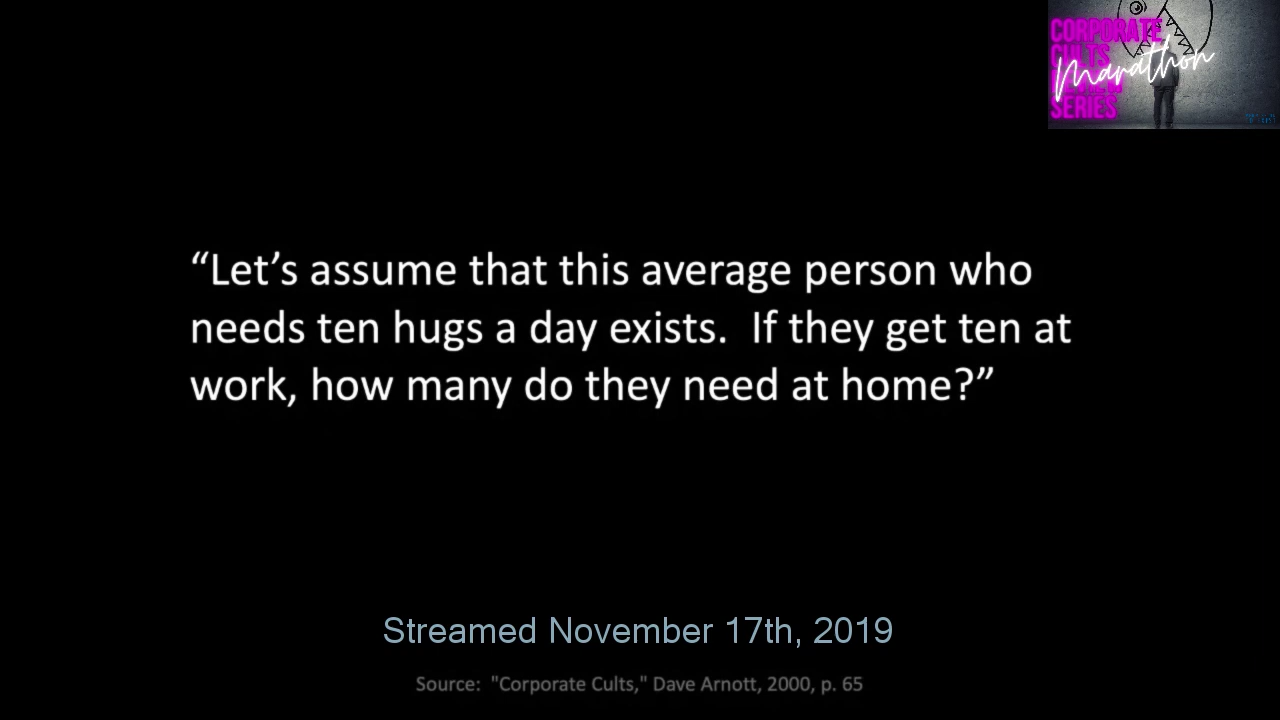 CORPORATE
CULTS
Marathon
SERIES
“Let’s assume that this average person who
needs ten hugs a day exists.  If they get ten at
work, how many do they need at home?”
Streamed November 17th, 2019
Source:  "Corporate Cults," Dave Arnott, 2000, p. 65